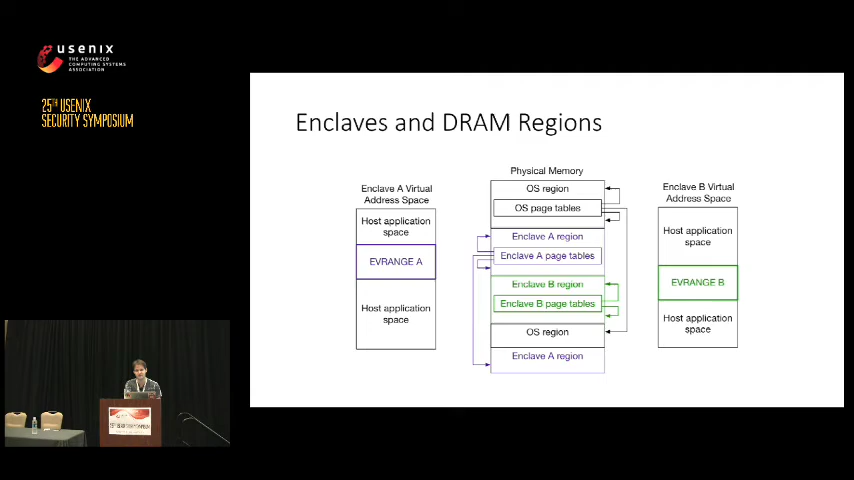 usenix
THE ADVANCED
COMPUTING SYSTEMS
ASSOCIATION
25TH USENIX
SECURITY SYMPOSIUM
Enclaves and DRAM Regions
Enclave A Virtual
Address Space
Host application
space
EVRANGE A
Host application
space
Physical Memory
OS region
OS page tables
Enclave A region
Enclave A page tables
Enclave B region
Enclave B page tables
OS region
Enclave A region
Enclave B Virtual
Address Space
Host application
space
EVRANGE B
Host application
space